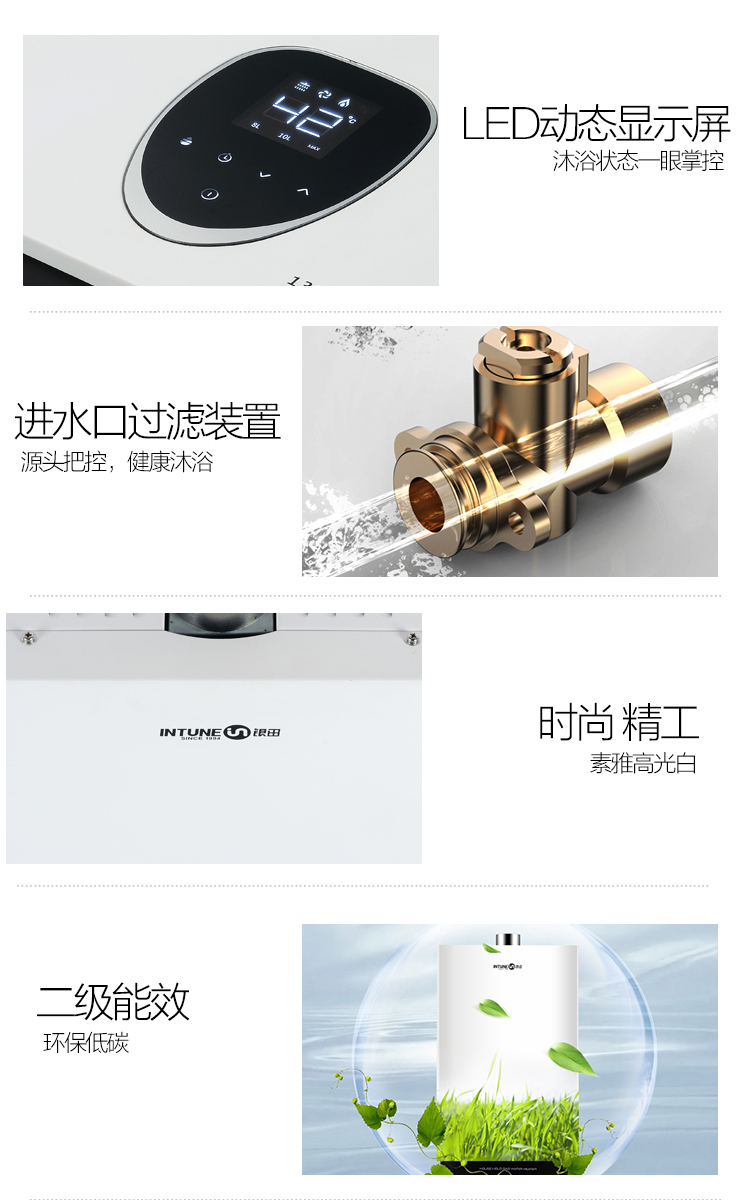 42
°C
8L
10L
MAX
LED动态显示屏
沐浴状态一眼掌控
进水口过滤装置
源头把控，健康沐浴
INTUNE 银田
SINCE 1994
时尚 精工
素雅高光白
INTUNE 银田
二级能效
环保低碳